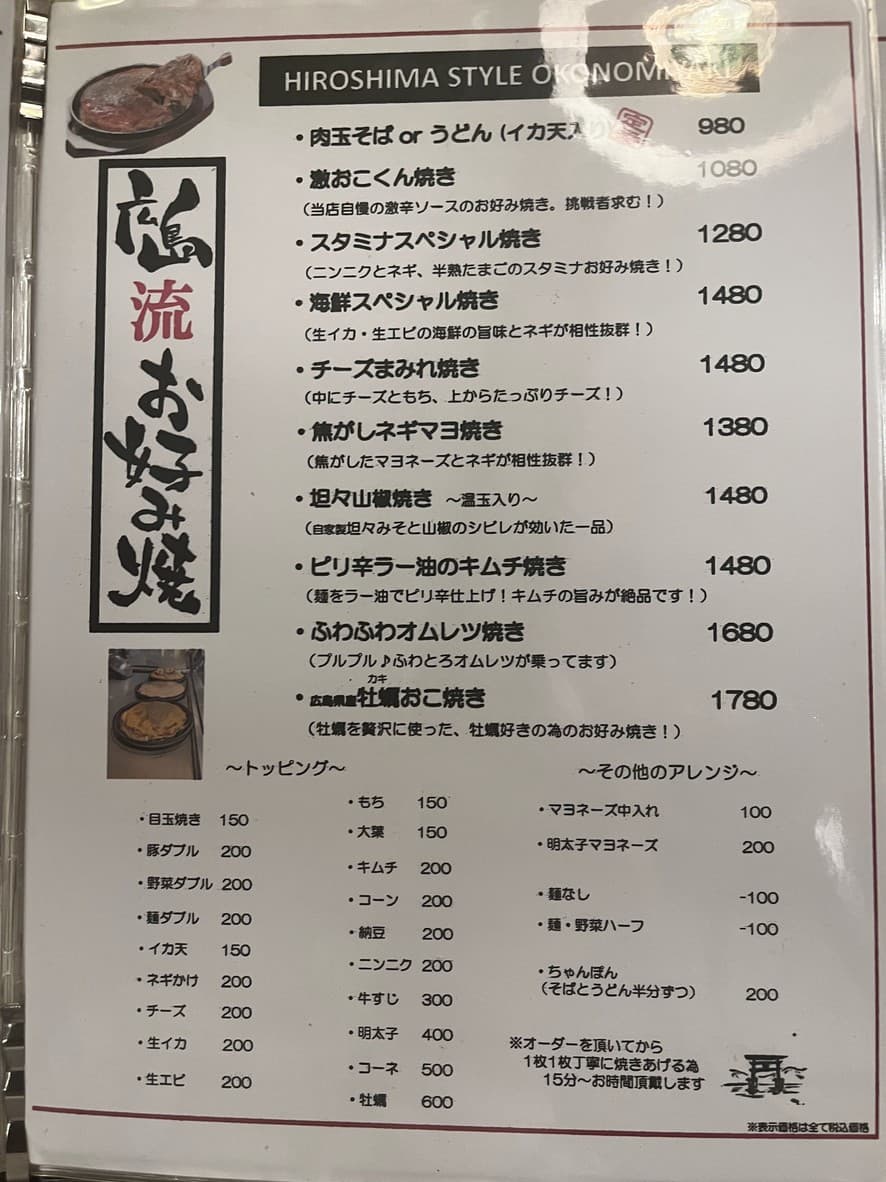 HIROSHIMA STYLE OKONOMIYAKI
広島流お好み焼
・肉玉そば or うどん (イカ天入り) 980
・激おこくん焼き 1080
（当店自慢の激辛ソースのお好み焼き。挑戦者求む！）
・スタミナスペシャル焼き 1280
（ニンニクとネギ、半熟たまごのスタミナお好み焼き！）
・海鮮スペシャル焼き 1480
（生イカ・生エビの海鮮の旨味とネギが相性抜群！）
・チーズまみれ焼き 1480
（中にチーズともち、上からたっぷりチーズ！）
・焦がしネギマヨ焼き 1380
（焦がしたマヨネーズとネギが相性抜群！）
・坦々山椒焼き ～温玉入り～ 1480
（自家製坦々みそと山椒のシビレが効いた一品）
・ピリ辛ラー油のキムチ焼き 1480
（麺をラー油でピリ辛仕上げ！キムチの旨みが絶品です！）
・ふわふわオムレツ焼き 1680
（プルプル♪ふわとろオムレツが乗ってます）
カキ
・広島県産牡蠣おこ焼き 1780
（牡蠣を贅沢に使った、牡蠣好きの為のお好み焼き！）
～トッピング～
・目玉焼き 150
・豚ダブル 200
・野菜ダブル 200
・麺ダブル 200
・イカ天 150
・ネギかけ 200
・チーズ 200
・生イカ 200
・生エビ 200
・もち 150
・大葉 150
・キムチ 200
・コーン 200
・納豆 200
・ニンニク 200
・牛すじ 300
・明太子 400
・コーネ 500
・牡蠣 600
～その他のアレンジ～
・マヨネーズ中入れ 100
・明太子マヨネーズ 200
・麺なし -100
・麺・野菜ハーフ -100
・ちゃんぽん
（そばとうどん半分ずつ） 200
※オーダーを頂いてから
1枚1枚丁寧に焼きあげる為
15分～お時間頂戴します
※表示価格は全て税込価格